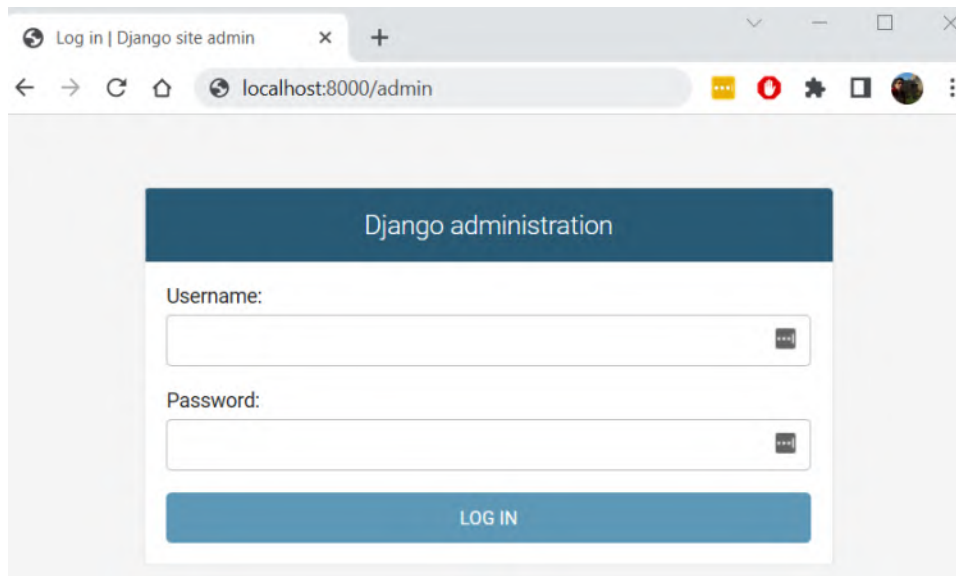 Log in | Django site admin
localhost:8000/admin
Django administration
Username:
Password:
LOG IN